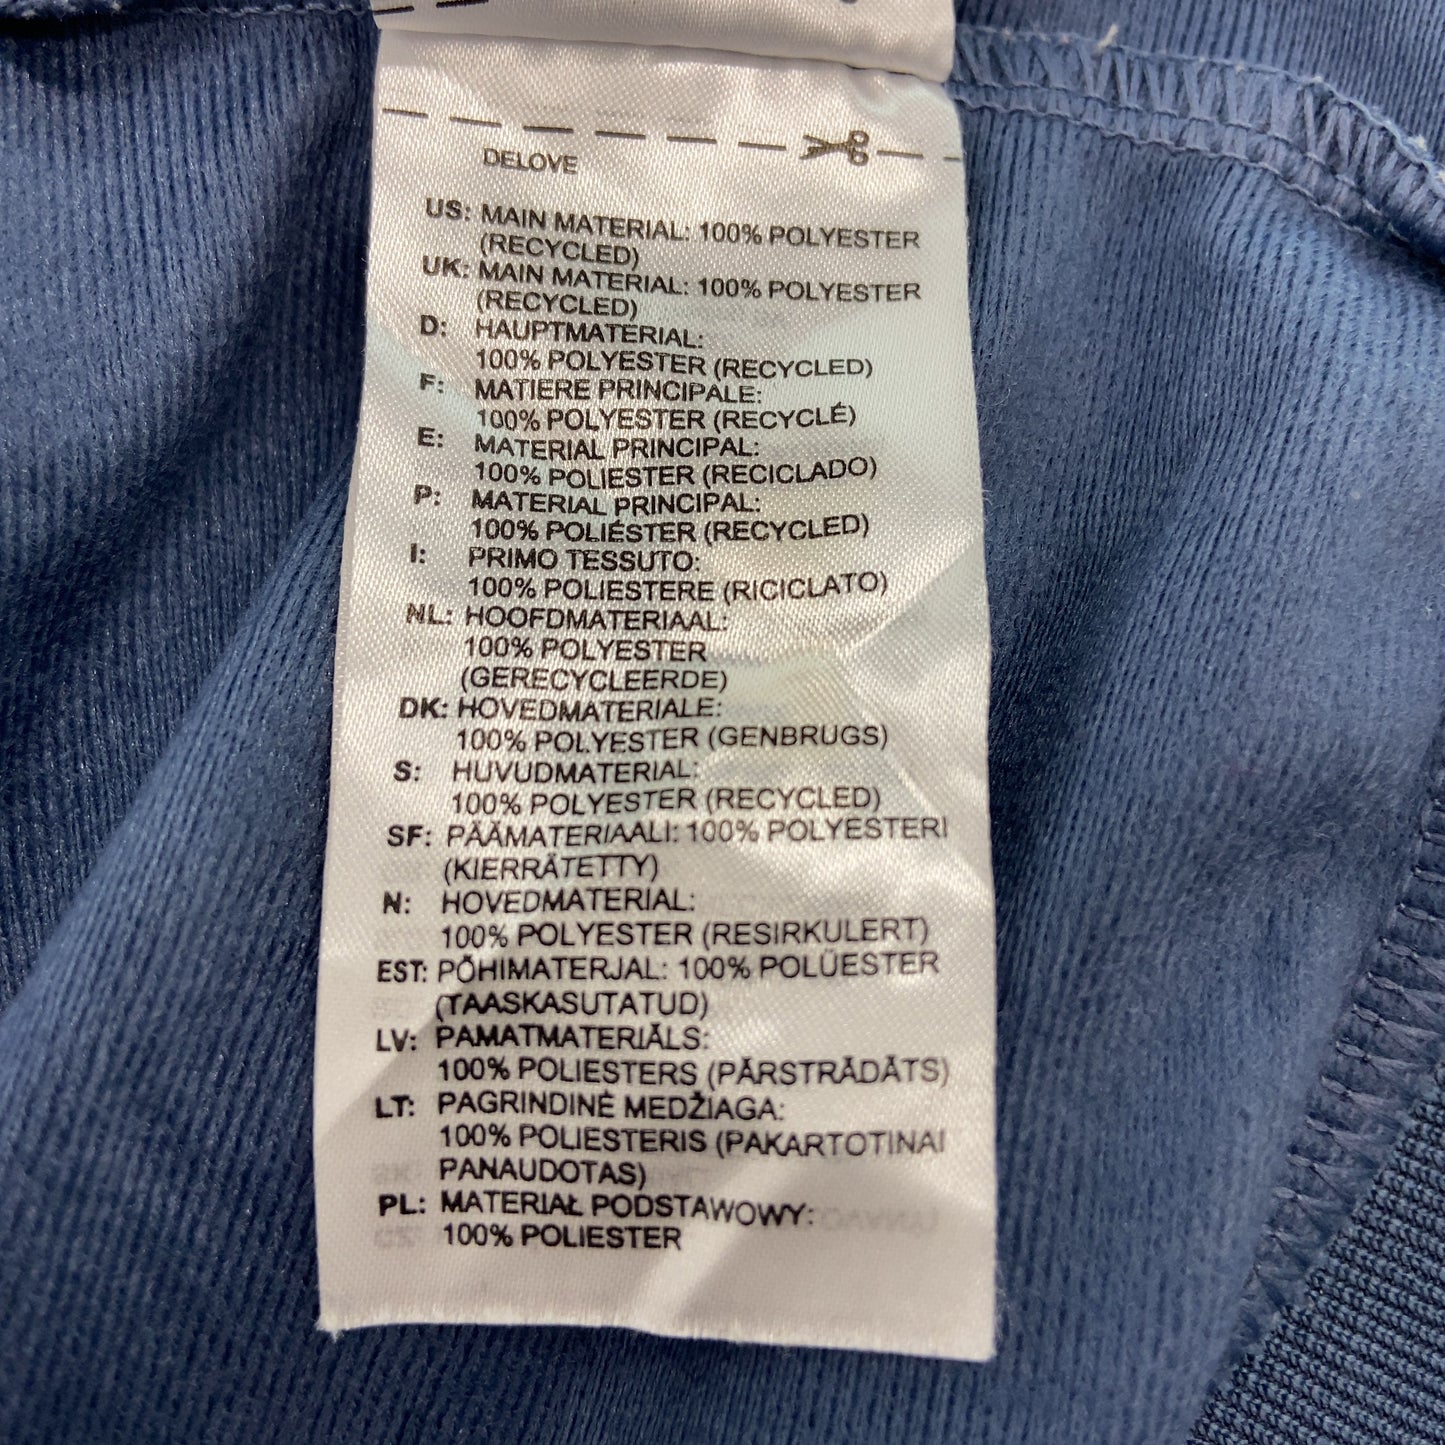 DELOVE
US: MAIN MATERIAL: 100% POLYESTER
(RECYCLED)
UK: MAIN MATERIAL: 100% POLYESTER
(RECYCLED)
D: HAUPTMATERIAL:
100% POLYESTER (RECYCLED)
F: MATIERE PRINCIPALE:
100% POLYESTER (RECYCLÉ)
E: MATERIAL PRINCIPAL:
100% POLIESTER (RECICLADO)
P: MATERIAL PRINCIPAL:
100% POLIÉSTER (RECYCLED)
I: PRIMO TESSUTO:
100% POLIESTERE (RICICLATO)
NL: HOOFDMATERIAAL:
100% POLYESTER
(GERECYCLEERDE)
DK: HOVEDMATERIALE:
100% POLYESTER (GENBRUGS)
S: HUVUDMATERIAL:
100% POLYESTER (RECYCLED)
SF: PÄÄMATERIAALI: 100% POLYESTERI
(KIERRÄTETTY)
N: HOVEDMATERIAL:
100% POLYESTER (RESIRKULERT)
EST: PÕHIMATERJAL: 100% POLÜESTER
(TAASKASUTATUD)
LV: PAMATMATERIĀLS:
100% POLIESTERS (PĀRSTRĀDĀTS)
LT: PAGRINDINĖ MEDŽIAGA:
100% POLIESTERIS (PAKARTOTINAI
PANAUDOTAS)
PL: MATERIAŁ PODSTAWOWY:
100% POLIESTER